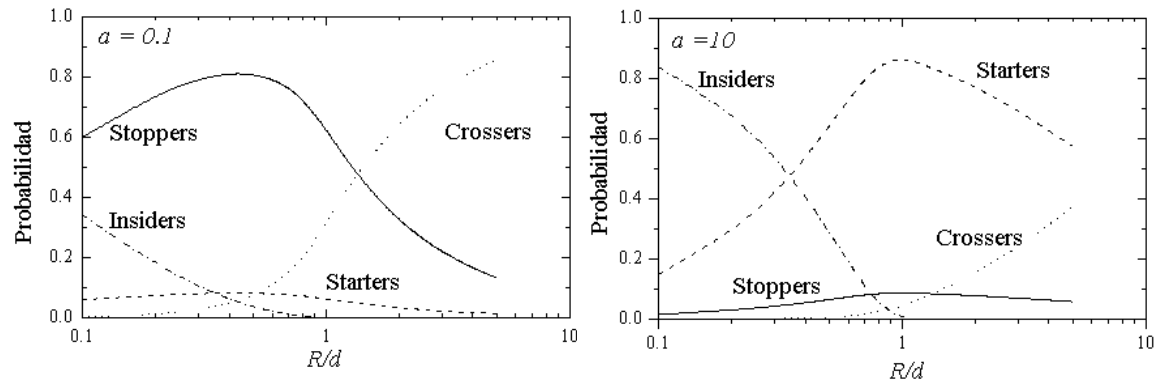 a = 0.1
Probabilidad
1.0
0.8
0.6
0.4
0.2
0.0
Stoppers
Insiders
Crossers
Starters
0.1
1
10
R/d
a =10
Probabilidad
1.0
0.8
0.6
0.4
0.2
0.0
Insiders
Starters
Crossers
Stoppers
0.1
1
10
R/d